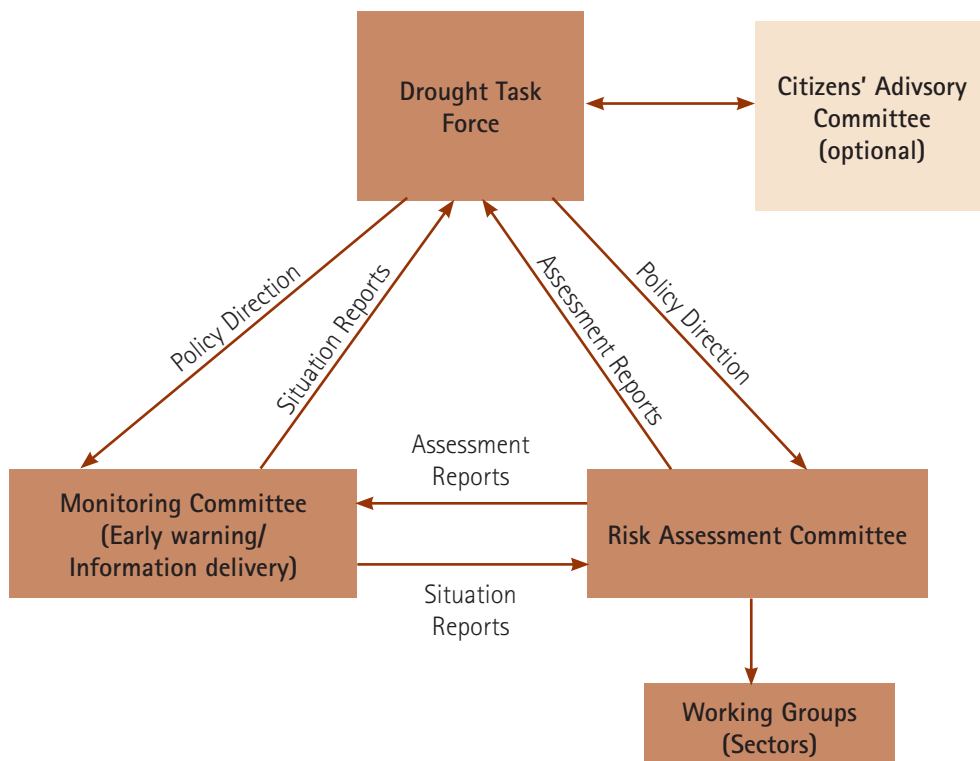 Drought Task
Force
Citizens' Adivsory
Committee
(optional)
Policy Direction
Situation Reports
Assessment Reports
Policy Direction
Assessment
Reports
Monitoring Committee
(Early warning/
Information delivery)
Risk Assessment Committee
Situation
Reports
Working Groups
(Sectors)